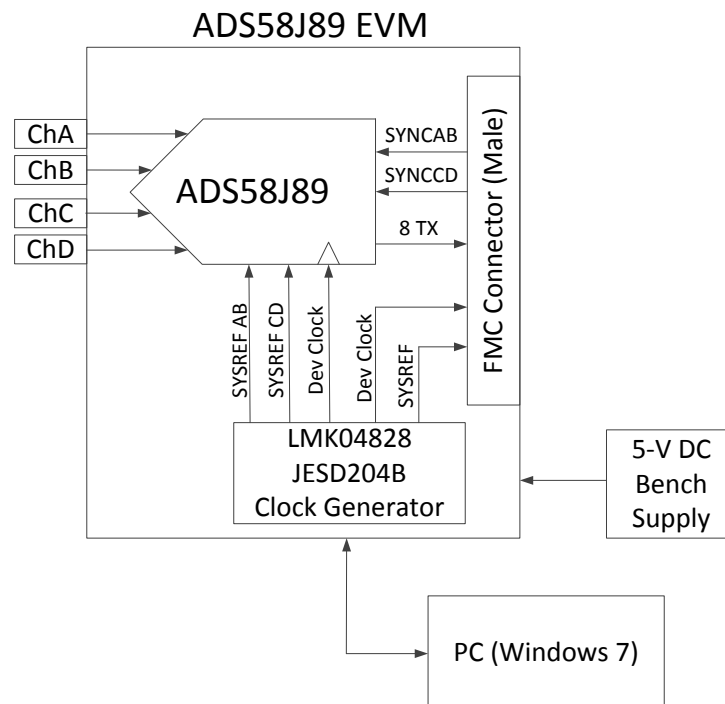 ADS58J89 EVM
ChA
ChB
ChC
ChD
ADS58J89
SYNCAB
SYNCCD
8 TX
FMC Connector (Male)
SYSREF AB
SYSREF CD
Dev Clock
Dev Clock
SYSREF
LMK04828
JESD204B
Clock Generator
5-V DC
Bench
Supply
PC (Windows 7)